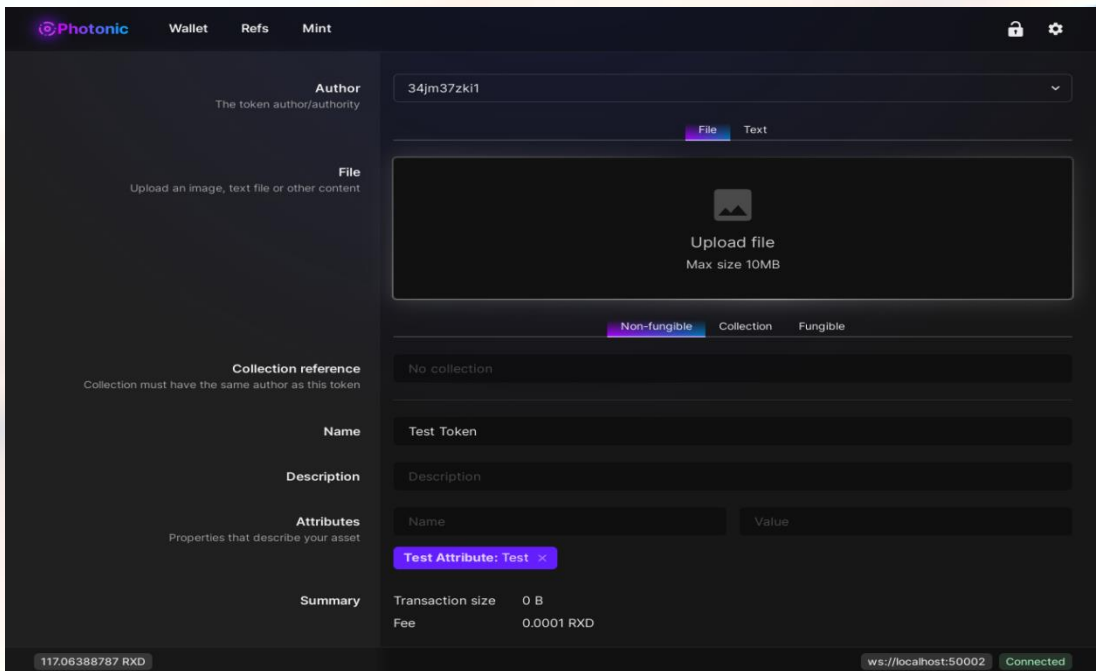 Photonic Wallet Refs Mint
Author
The token author/authority
34jm37zki1
File Text
File
Upload an image, text file or other content
Upload file
Max size 10MB
Non-fungible Collection Fungible
Collection reference
Collection must have the same author as this token
No collection
Name
Test Token
Description
Description
Attributes
Properties that describe your asset
Name Value
Test Attribute: Test ×
Summary
Transaction size 0 B
Fee 0.0001 RXD
117.06388787 RXD ws://localhost:50002 Connected